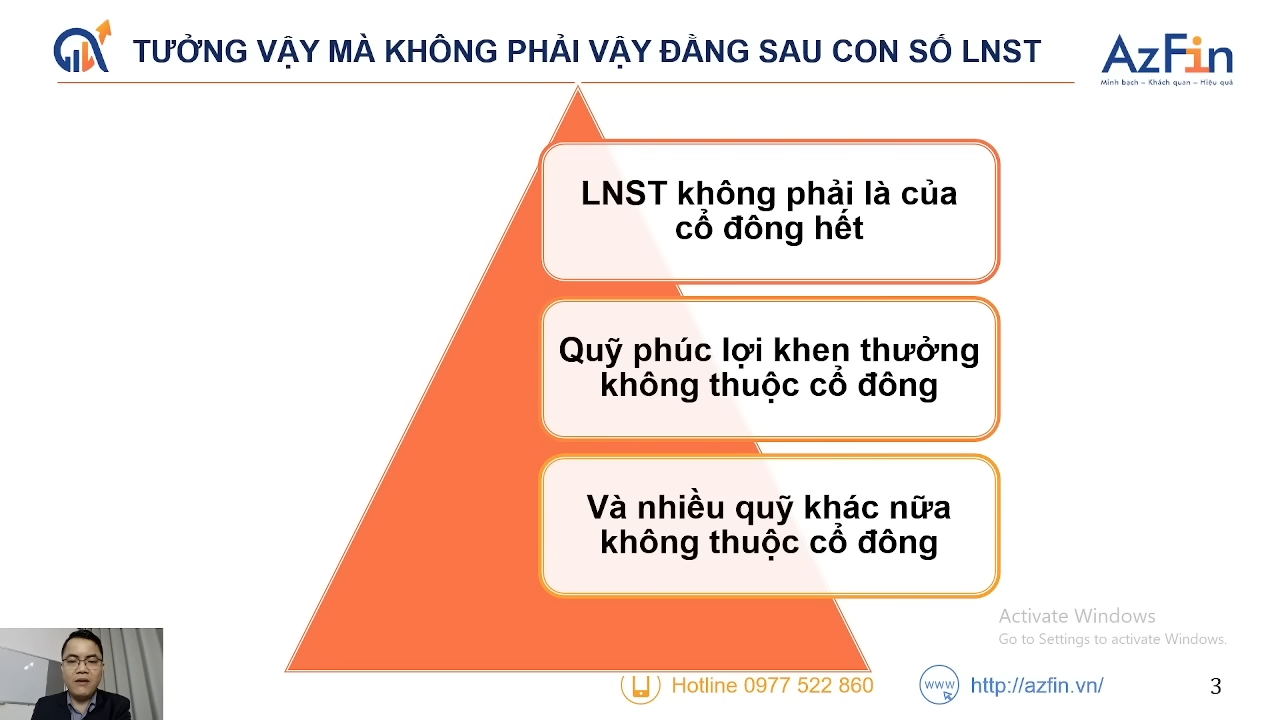 TƯỞNG VẬY MÀ KHÔNG PHẢI VẬY ĐẰNG SAU CON SỐ LNST
AzFin
Minh bạch – Khách quan – Hiệu quả
LNST không phải là của
cổ đông hết
Quỹ phúc lợi khen thưởng
không thuộc cổ đông
Và nhiều quỹ khác nữa
không thuộc cổ đông
Activate Windows
Go to Settings to activate Windows.
Hotline 0977 522 860
www
http://azfin.vn/
3